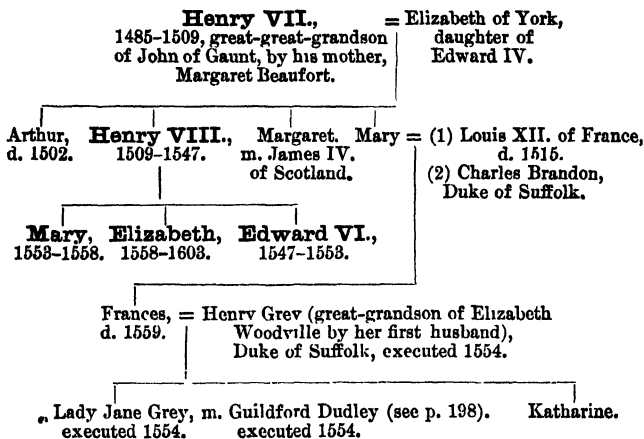 Henry VII., = Elizabeth of York,
1485-1509, great-great-grandson daughter of
of John of Gaunt, by his mother, Edward IV.
Margaret Beaufort.
Arthur, Henry VIII., Margaret. Mary = (1) Louis XII. of France,
d. 1502. 1509-1547. m. James IV. d. 1515.
of Scotland. (2) Charles Brandon,
Duke of Suffolk.
Mary, Elizabeth, Edward VI.,
1553-1558. 1558-1603. 1547-1553.
Frances, = Henry Grey (great-grandson of Elizabeth
d. 1559. Woodville by her first husband),
Duke of Suffolk, executed 1554.
Lady Jane Grey, m. Guildford Dudley (see p. 198). Katharine.
executed 1554. executed 1554.